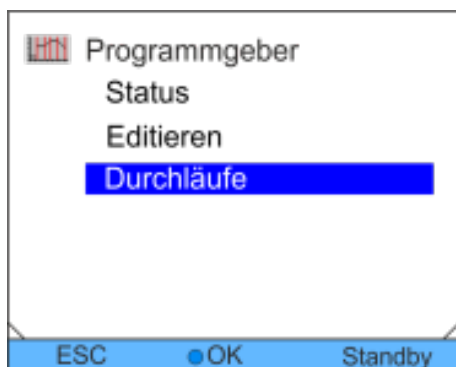 Programmgeber
Status
Editieren
Durchläufe
ESC OK Standby